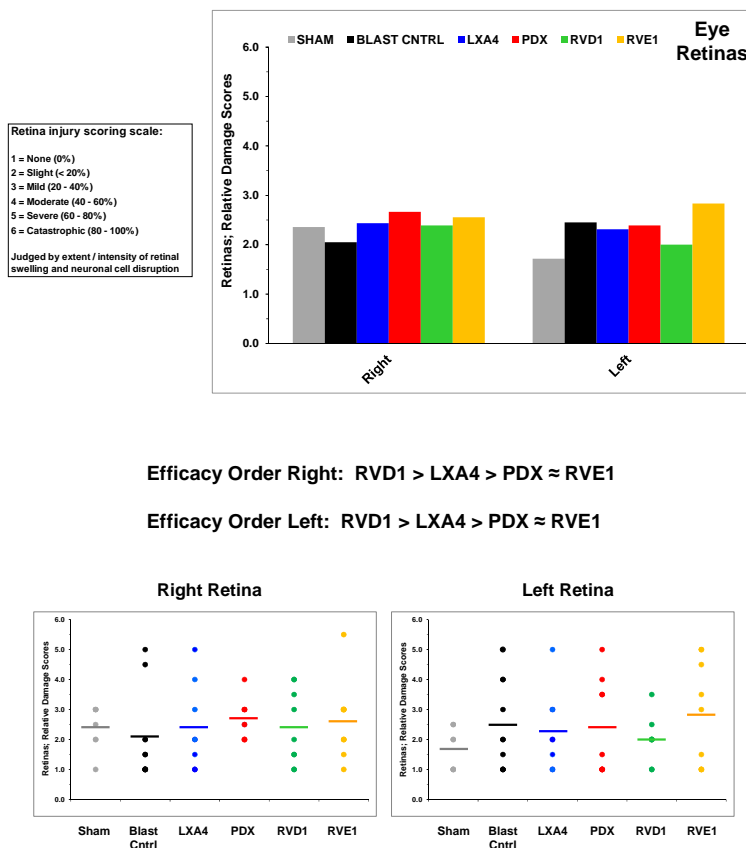 SHAM BLAST CNTRL LXA4 PDX RVD1 RVE1
Eye
Retinas
6.0
5.0
4.0
3.0
2.0
1.0
0.0
Retinas; Relative Damage Scores
Right
Left
Retina injury scoring scale:
1 = None (0%)
2 = Slight (< 20%)
3 = Mild (20 - 40%)
4 = Moderate (40 - 60%)
5 = Severe (60 - 80%)
6 = Catastrophic (80 - 100%)
Judged by extent / intensity of retinal
swelling and neuronal cell disruption
Efficacy Order Right: RVD1 > LXA4 > PDX ≈ RVE1
Efficacy Order Left: RVD1 > LXA4 > PDX ≈ RVE1
Right Retina
6.0
5.0
4.0
3.0
2.0
1.0
0.0
Retinas; Relative Damage Scores
Sham Blast LXA4 PDX RVD1 RVE1
Cntrl
Left Retina
6.0
5.0
4.0
3.0
2.0
1.0
0.0
Retinas; Relative Damage Scores
Sham Blast LXA4 PDX RVD1 RVE1
Cntrl